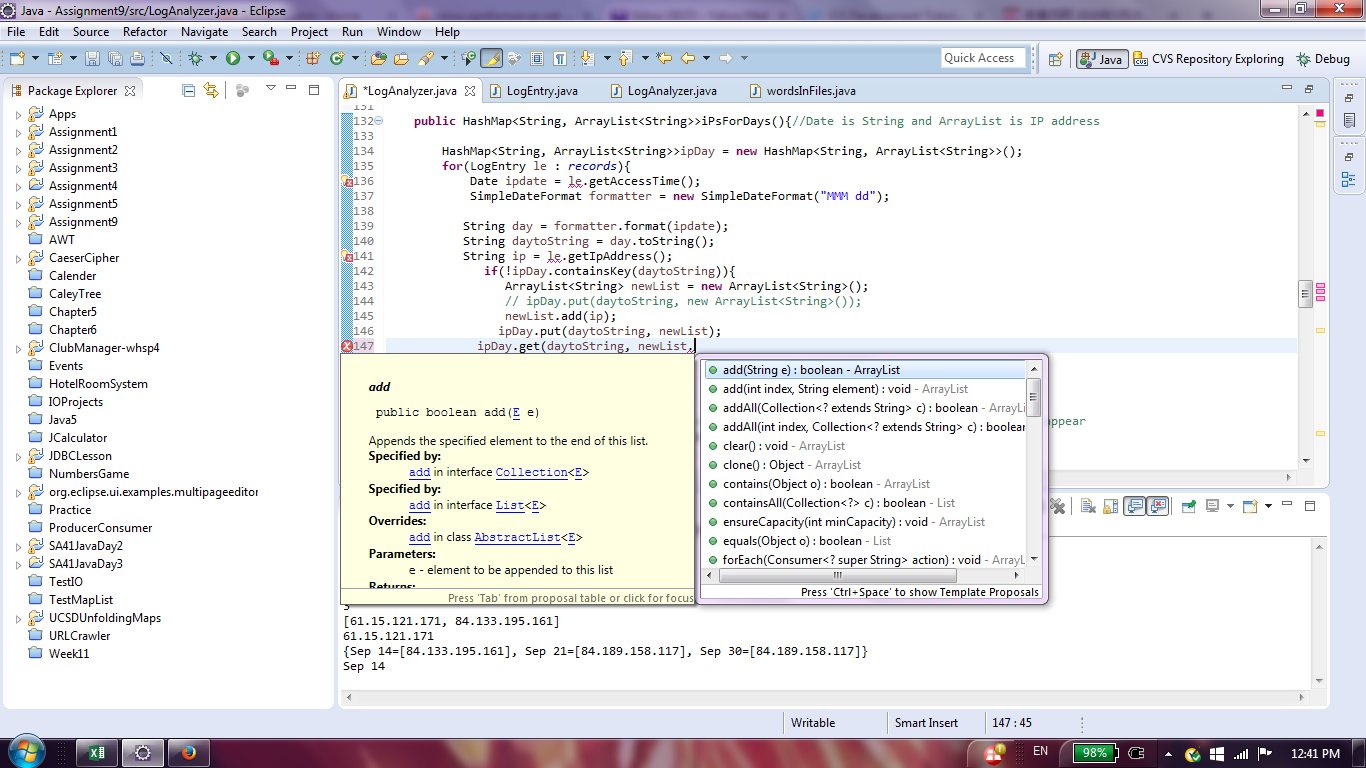 Java - Assignment9/src/LogAnalyzer.java - Eclipse
File Edit Source Refactor Navigate Search Project Run Window Help
Quick Access
Java
CVS Repository Exploring
Debug
Package Explorer
Apps
Assignment1
Assignment2
Assignment3
Assignment4
Assignment5
Assignment9
AWT
CaeserCipher
Calender
CaleyTree
Chapter5
Chapter6
ClubManager-whsp4
Events
HotelRoomSystem
IOProjects
Java5
JCalculator
JDBCLesson
NumbersGame
org.eclipse.ui.examples.multipageeditor
Practice
ProducerConsumer
SA41JavaDay2
SA41JavaDay3
TestIO
TestMapList
UCSDUnfoldingMaps
URLCrawler
Week11
*LogAnalyzer.java
LogEntry.java
LogAnalyzer.java
wordsInFiles.java
131
132 public HashMap<String, ArrayList<String>>iPsForDays(){//Date is String and ArrayList is IP address
133
134 HashMap<String, ArrayList<String>>ipDay = new HashMap<String, ArrayList<String>>();
135 for(LogEntry le : records){
136 Date ipdate = le.getAccessTime();
137 SimpleDateFormat formatter = new SimpleDateFormat("MMM dd");
138
139 String day = formatter.format(ipdate);
140 String daytoString = day.toString();
141 String ip = le.getIpAddress();
142 if(!ipDay.containsKey(daytoString)){
143 ArrayList<String> newList = new ArrayList<String>();
144 // ipDay.put(daytoString, new ArrayList<String>());
145 newList.add(ip);
146 ipDay.put(daytoString, newList);
147 ipDay.get(daytoString, newList.
appear
add
public boolean add(E e)
Appends the specified element to the end of this list.
Specified by:
add in interface Collection<E>
Specified by:
add in interface List<E>
Overrides:
add in class AbstractList<E>
Parameters:
e - element to be appended to this list
Returns:
Press 'Tab' from proposal table or click for focus
add(String e) : boolean - ArrayList
add(int index, String element) : void - ArrayList
addAll(Collection<? extends String> c) : boolean - ArrayLi
addAll(int index, Collection<? extends String> c) : boolean
clear() : void - ArrayList
clone() : Object - ArrayList
contains(Object o) : boolean - ArrayList
containsAll(Collection<?> c) : boolean - List
ensureCapacity(int minCapacity) : void - ArrayList
equals(Object o) : boolean - List
forEach(Consumer<? super String> action) : void - ArrayL
Press 'Ctrl+Space' to show Template Proposals
[61.15.121.171, 84.133.195.161]
61.15.121.171
{Sep 14=[84.133.195.161], Sep 21=[84.189.158.117], Sep 30=[84.189.158.117]}
Sep 14
Writable
Smart Insert
147 : 45
EN
98%
12:41 PM